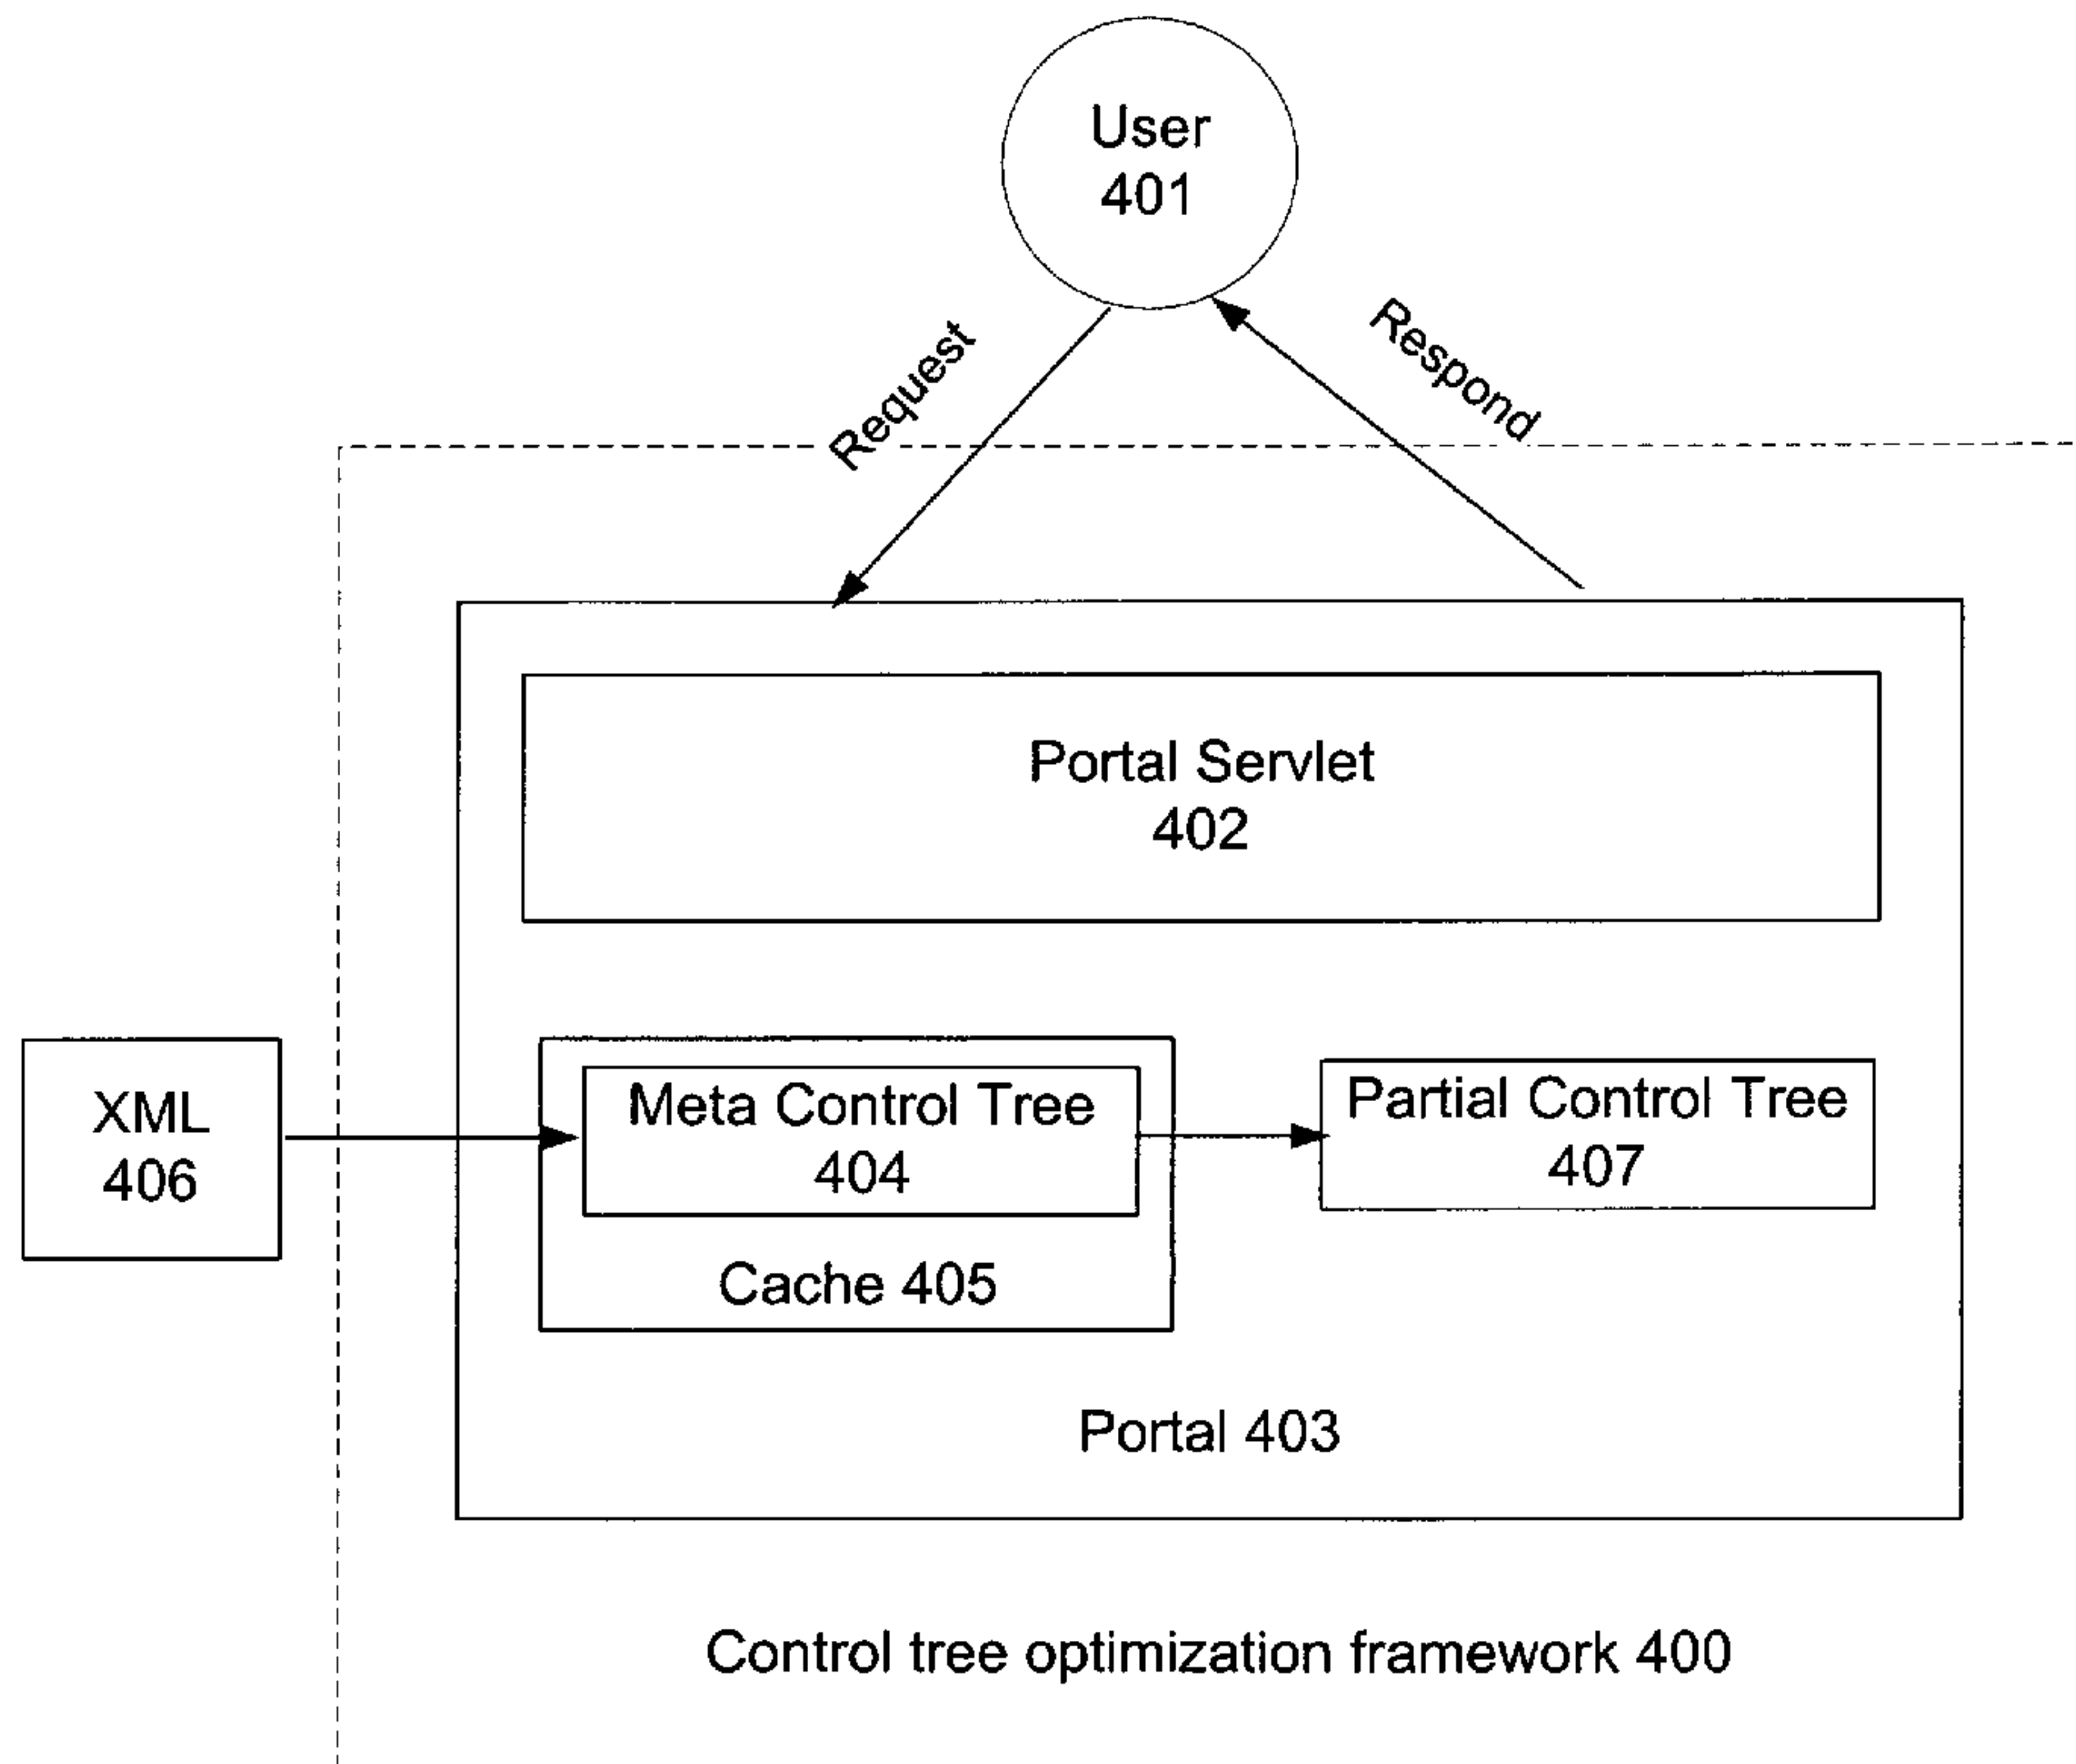 User
401
Request
Respond
Portal Servlet
402
XML
406
Meta Control Tree
404
Cache 405
Partial Control Tree
407
Portal 403
Control tree optimization framework 400